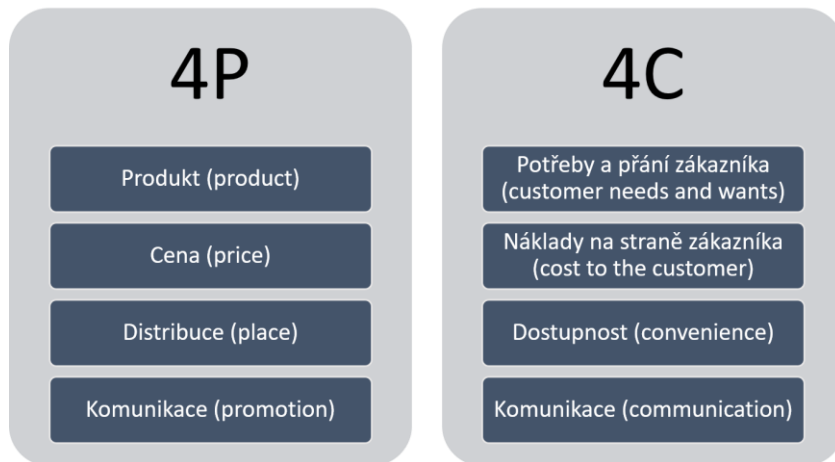 4P
Produkt (product)
Cena (price)
Distribuce (place)
Komunikace (promotion)
4C
Potřeby a přání zákazníka
(customer needs and wants)
Náklady na straně zákazníka
(cost to the customer)
Dostupnost (convenience)
Komunikace (communication)